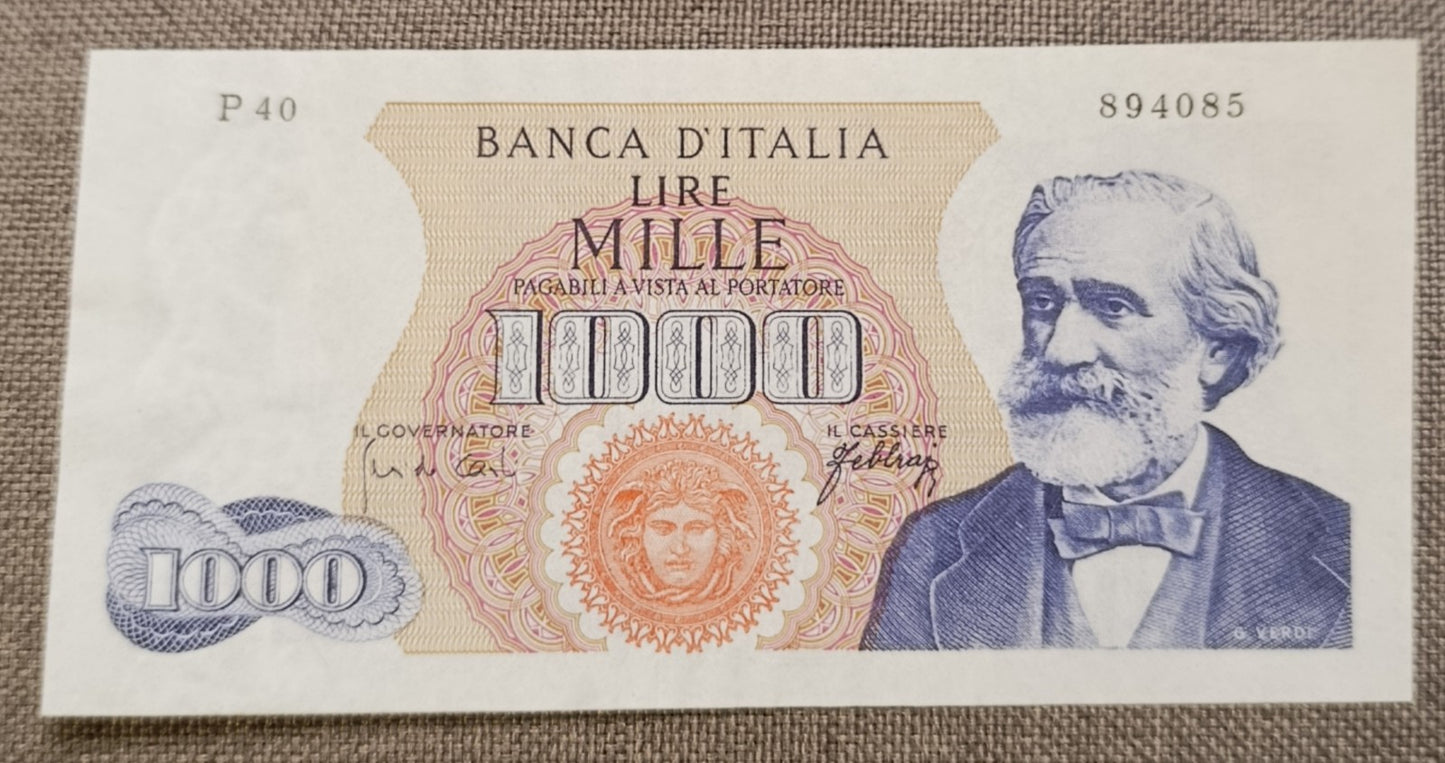 P 40
894085
BANCA D'ITALIA
LIRE
MILLE
PAGABILI A VISTA AL PORTATORE
1000
IL GOVERNATORE
IL CASSIERE
1000
G. VERDI